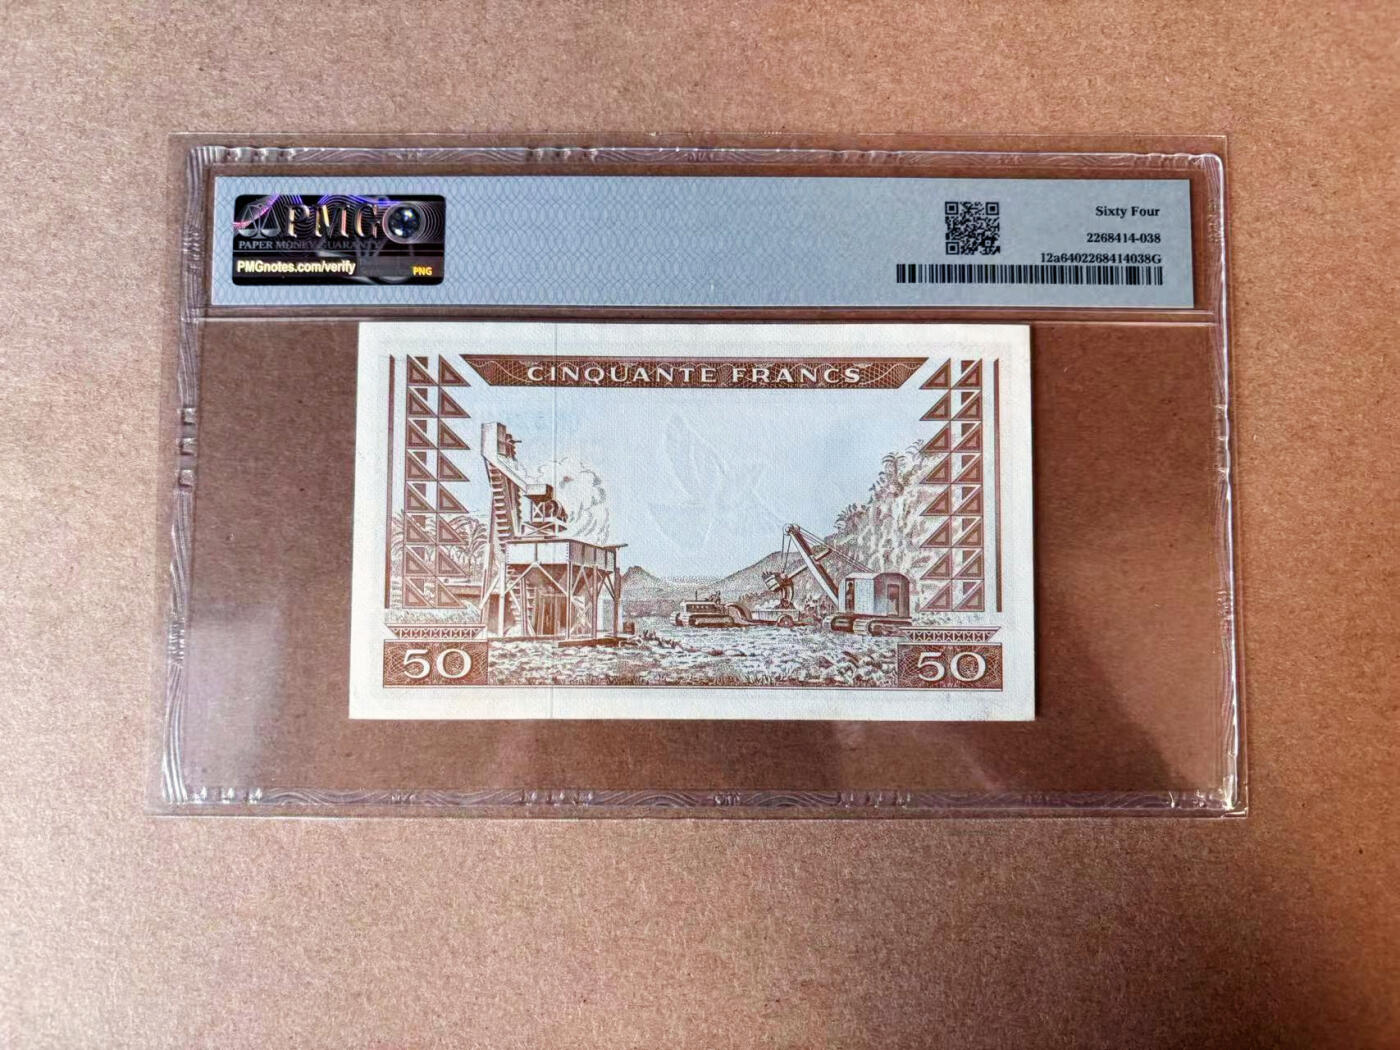 PMG
PAPER MONEY GUARANTY
PMGnotes.com/verify
PNG
Sixty Four
2268414-038
12a6402268414038G
CINQUANTE FRANCS
50
50